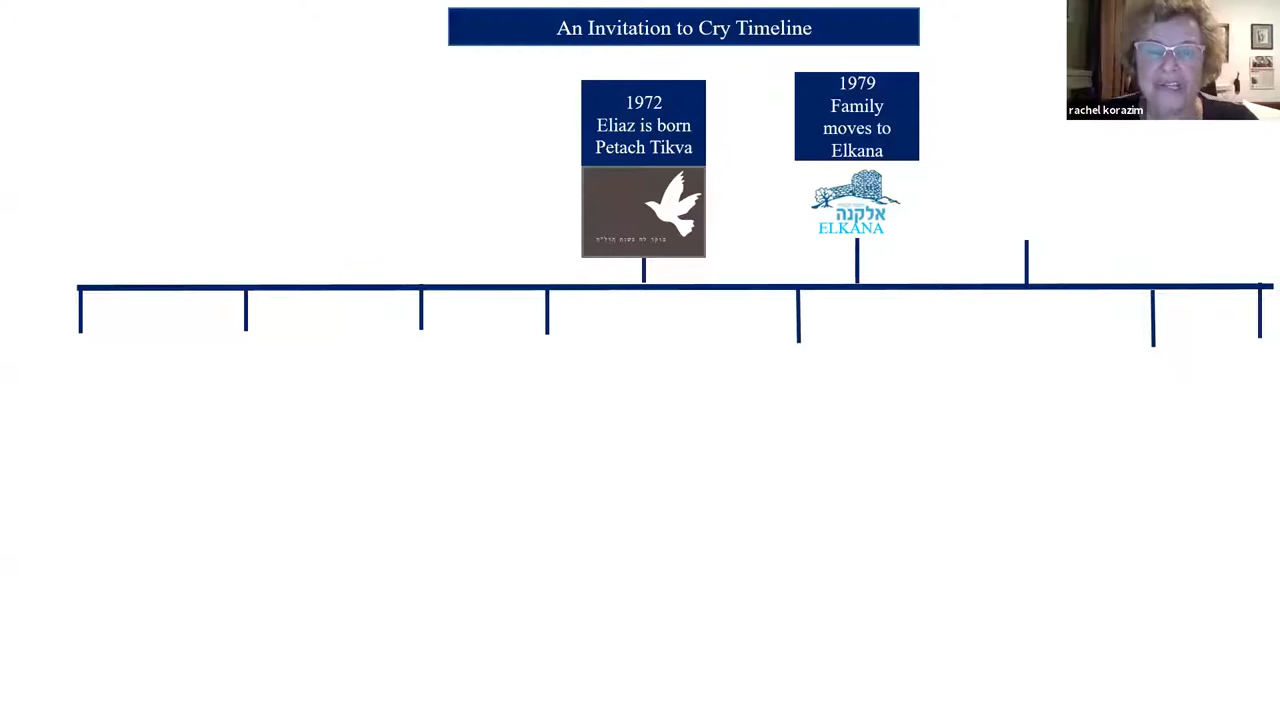 An Invitation to Cry Timeline
1972
Eliaz is born
Petach Tikva
1979
Family
moves to
Elkana
אלקנה
ELKANA
rachel korazim